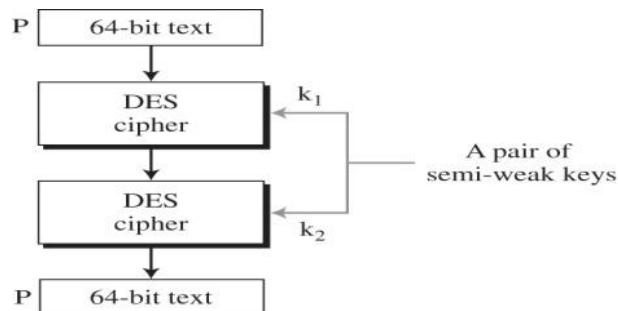 P 64-bit text
DES
cipher
k₁
A pair of
semi-weak keys
DES
cipher
k₂
P 64-bit text